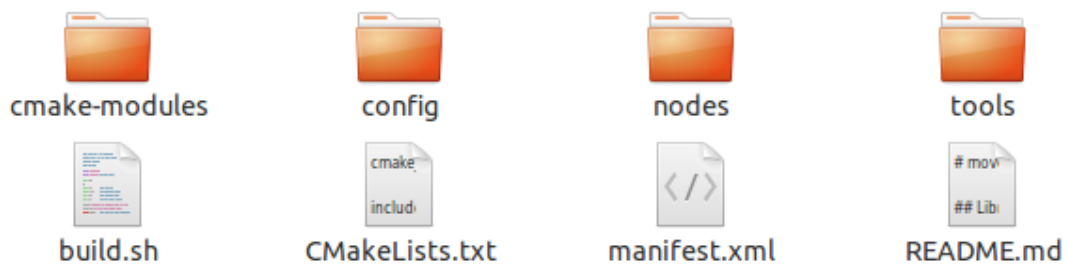 cmake-modules
config
nodes
tools
cmake
includ
# mov
## Lib
build.sh
CMakeLists.txt
manifest.xml
README.md